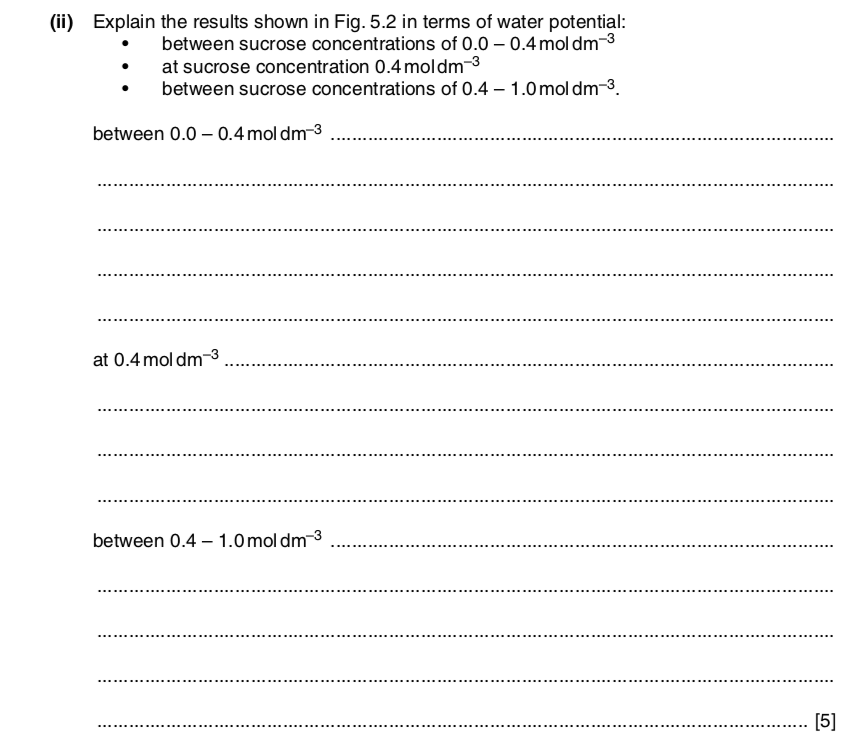 (ii) Explain the results shown in Fig. 5.2 in terms of water potential:
• between sucrose concentrations of 0.0 – 0.4 mol dm⁻³
• at sucrose concentration 0.4 mol dm⁻³
• between sucrose concentrations of 0.4 – 1.0 mol dm⁻³.
between 0.0 – 0.4 mol dm⁻³
at 0.4 mol dm⁻³
between 0.4 – 1.0 mol dm⁻³
[5]